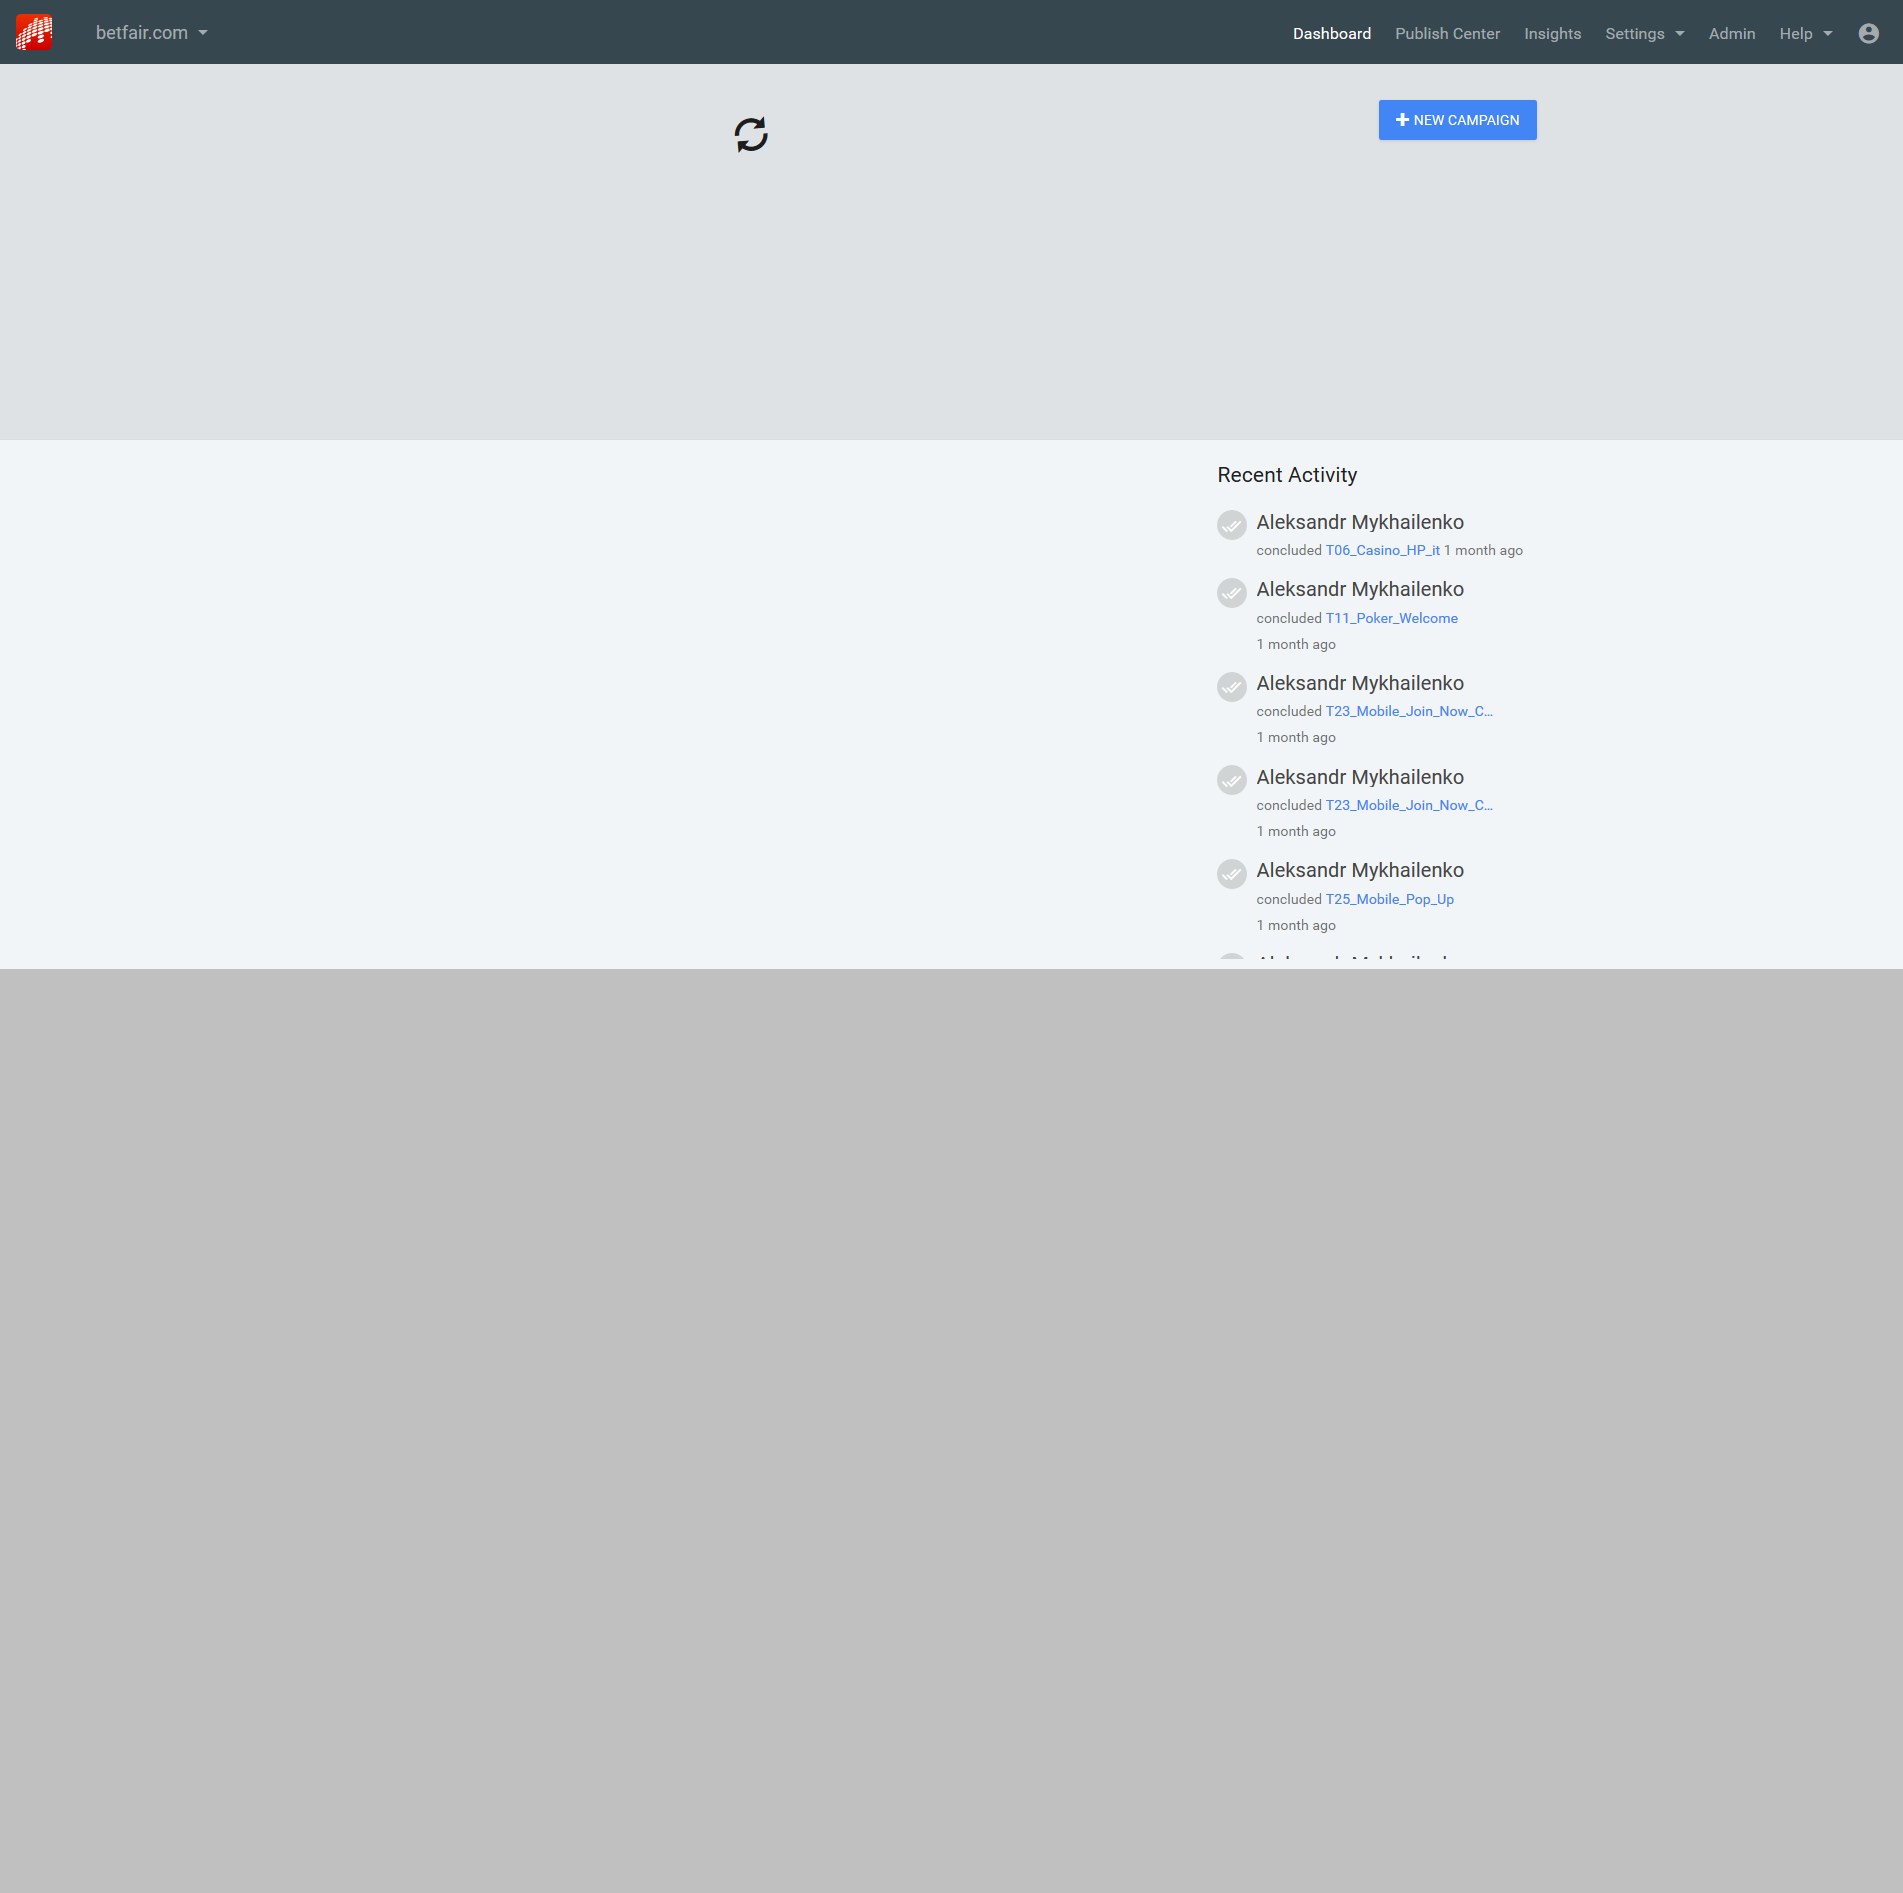 betfair.com
Dashboard Publish Center Insights Settings Admin Help
NEW CAMPAIGN
Recent Activity
Aleksandr Mykhailenko
concluded T06_Casino_HP_it 1 month ago
Aleksandr Mykhailenko
concluded T11_Poker_Welcome
1 month ago
Aleksandr Mykhailenko
concluded T23_Mobile_Join_Now_C...
1 month ago
Aleksandr Mykhailenko
concluded T23_Mobile_Join_Now_C...
1 month ago
Aleksandr Mykhailenko
concluded T25_Mobile_Pop_Up
1 month ago